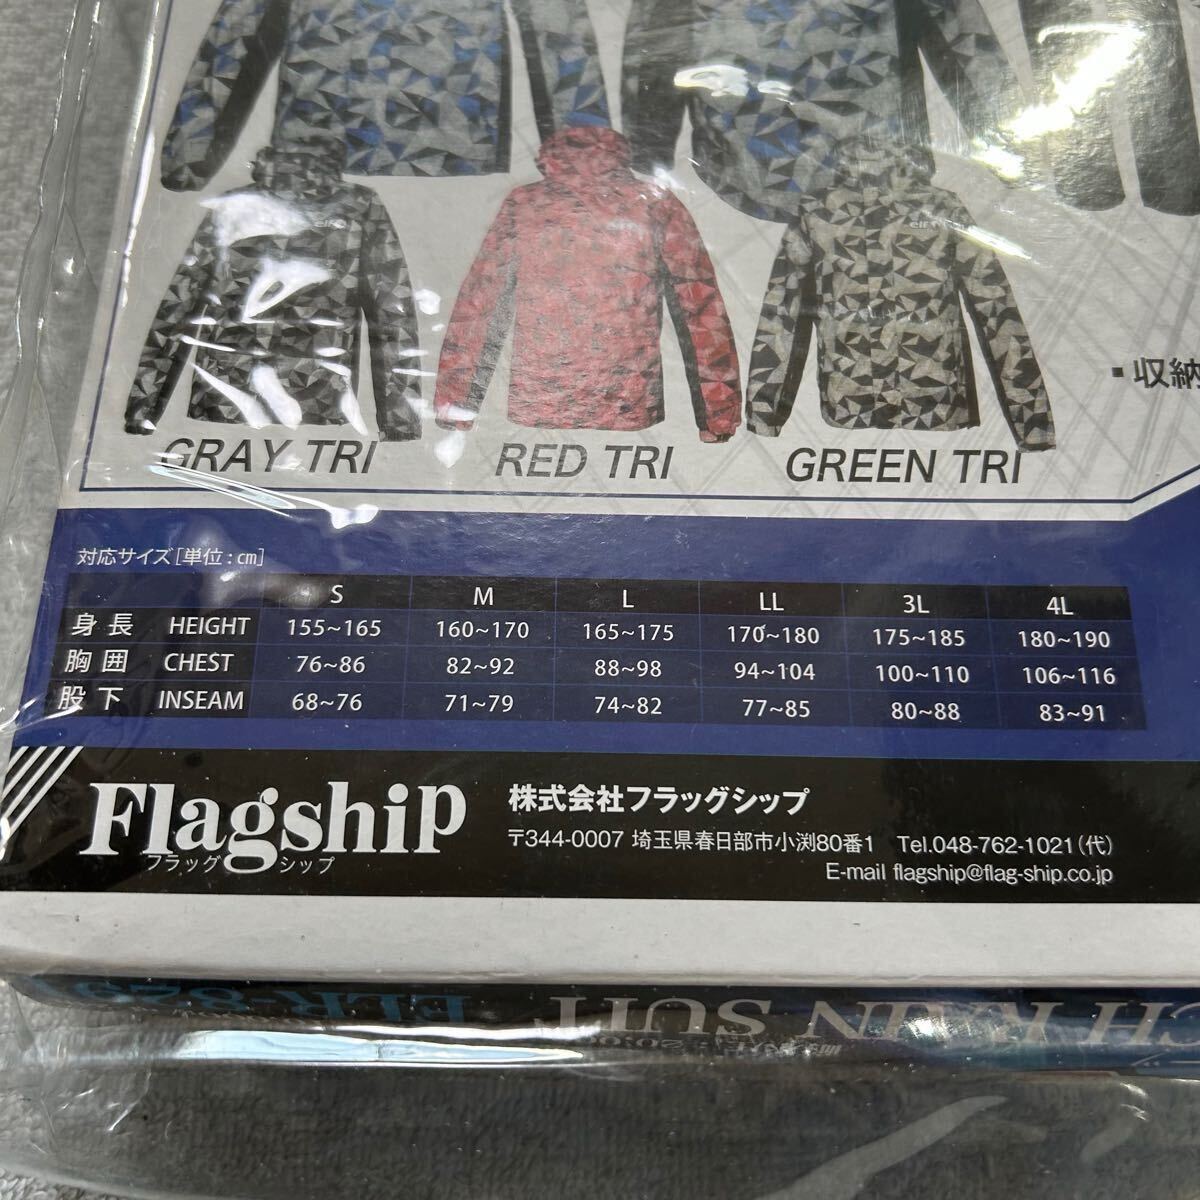 GRAY TRI
RED TRI
GREEN TRI
▪収納
対応サイズ[単位:cm]
S M L LL 3L 4L
身長 HEIGHT 155~165 160~170 165~175 170~180 175~185 180~190
胸囲 CHEST 76~86 82~92 88~98 94~104 100~110 106~116
股下 INSEAM 68~76 71~79 74~82 77~85 80~88 83~91
Flagship
フラッグシップ
株式会社フラッグシップ
〒344-0007 埼玉県春日部市小渕80番1 Tel.048-762-1021(代)
E-mail flagship@flag-ship.co.jp
CH RAIN SUIT